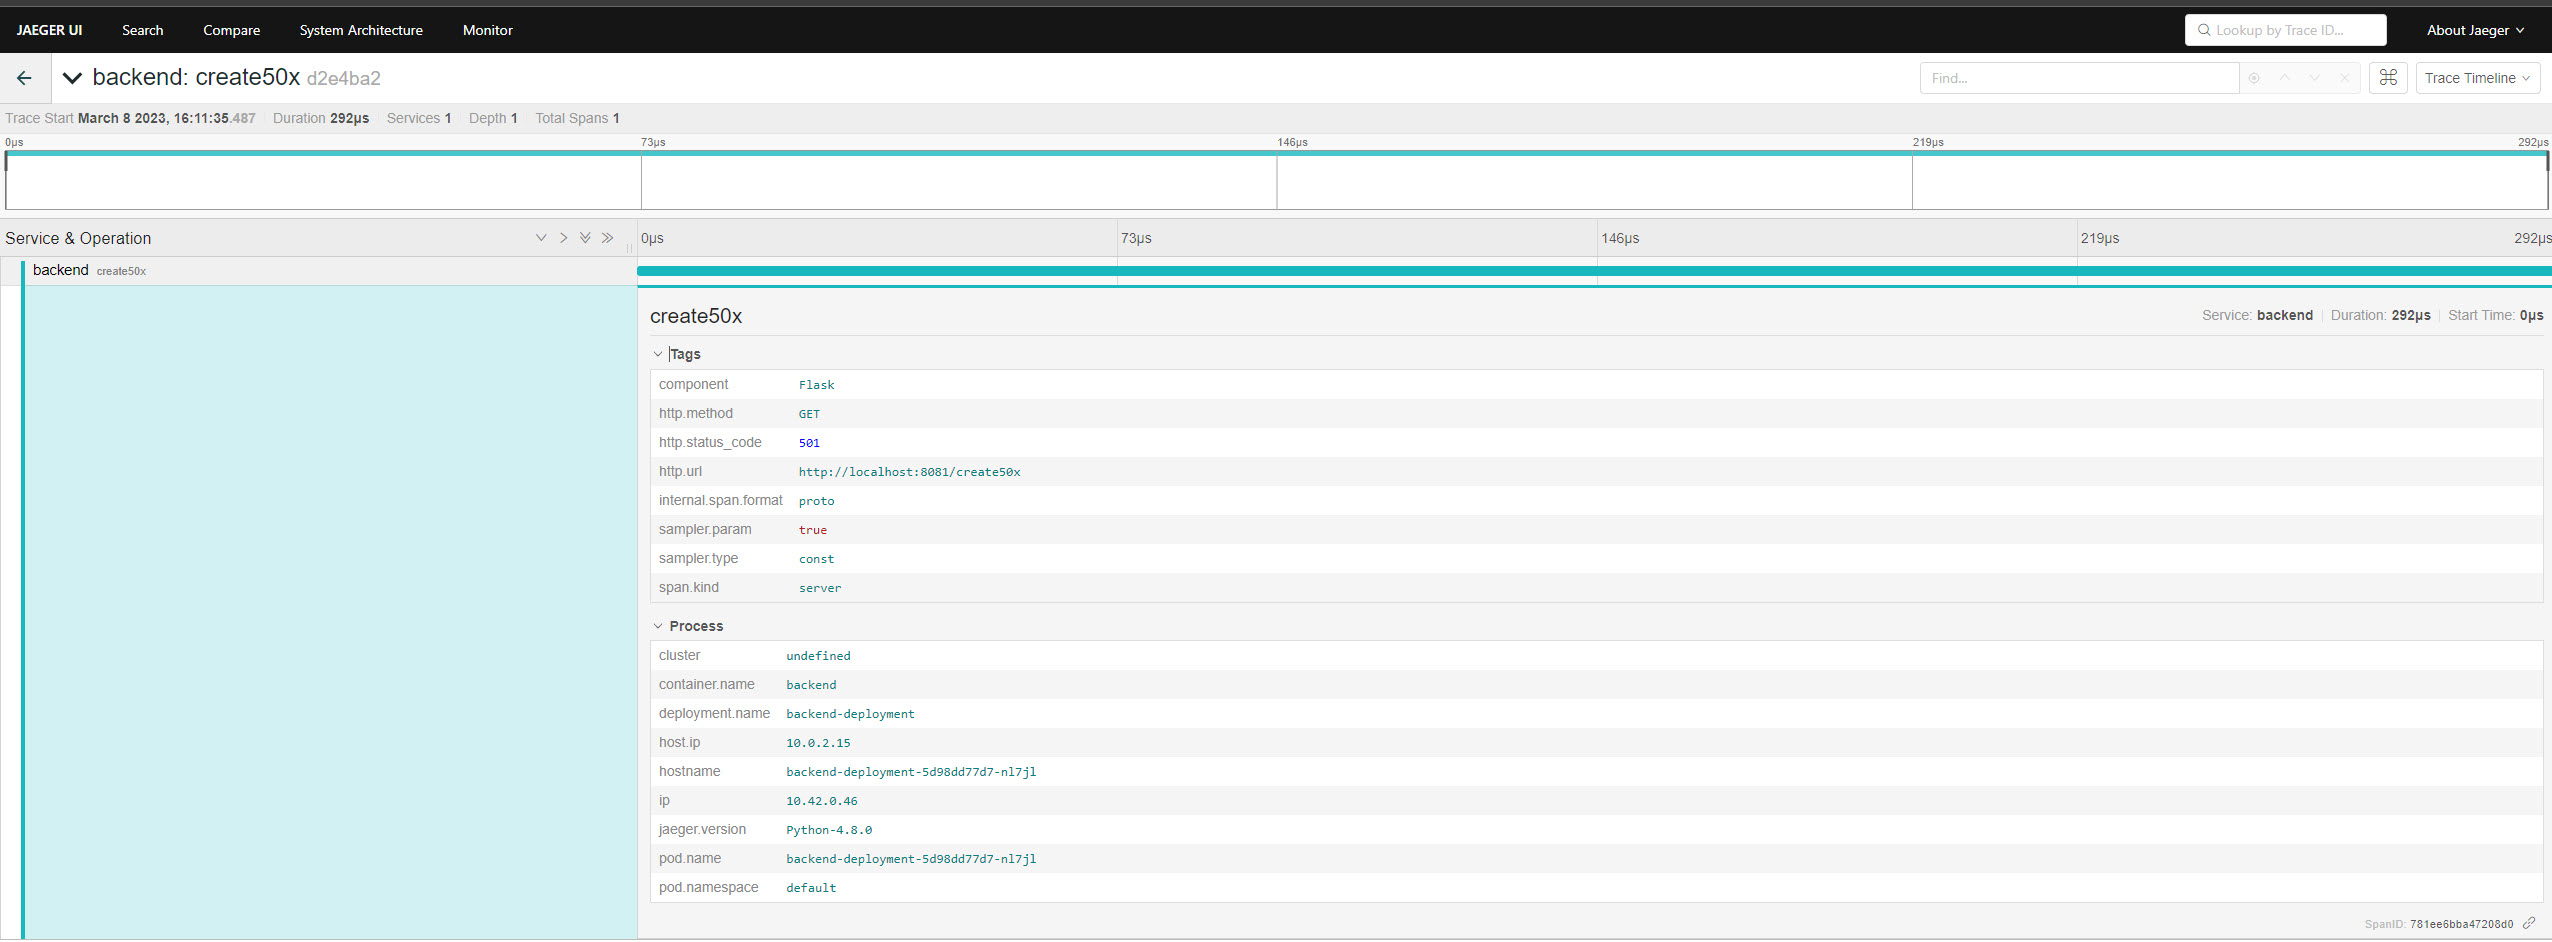 JAEGER UI Search Compare System Architecture Monitor Lookup by Trace ID... About Jaeger
backend: create50x d2e4ba2 Find... Trace Timeline
Trace Start March 8 2023, 16:11:35.487 Duration 292μs Services 1 Depth 1 Total Spans 1
0μs 73μs 146μs 219μs 292μs
Service & Operation 0μs 73μs 146μs 219μs 292μs
backend create50x
create50x Service: backend Duration: 292μs Start Time: 0μs
Tags
component Flask
http.method GET
http.status_code 501
http.url http://localhost:8081/create50x
internal.span.format proto
sampler.param true
sampler.type const
span.kind server
Process
cluster undefined
container.name backend
deployment.name backend-deployment
host.ip 10.0.2.15
hostname backend-deployment-5d98dd77d7-nl7jl
ip 10.42.0.46
jaeger.version Python-4.8.0
pod.name backend-deployment-5d98dd77d7-nl7jl
pod.namespace default
SpanID: 781ee6bba47208d0